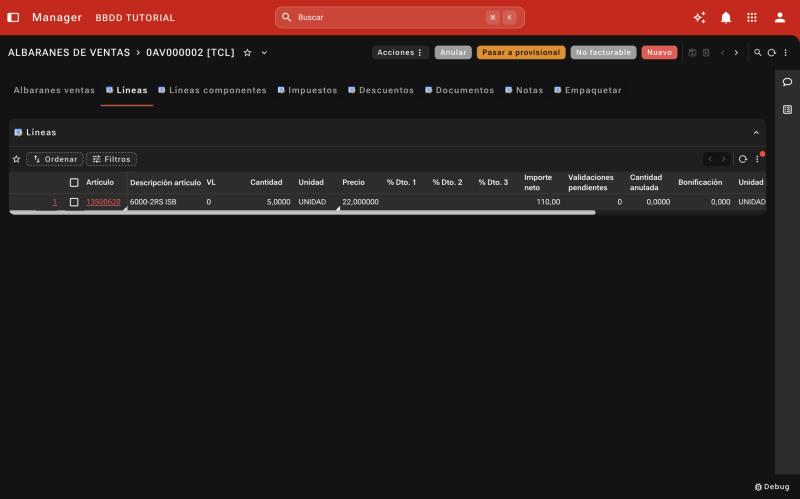 Manager BBDD TUTORIAL Buscar ⌘ K
ALBARANES DE VENTAS > 0AV000002 [TCL] Acciones Anular Pasar a provisional No facturable Nuevo
Albaranes ventas Líneas Líneas componentes Impuestos Descuentos Documentos Notas Empaquetar
Líneas
Ordenar Filtros
Artículo Descripción artículo VL Cantidad Unidad Precio % Dto. 1 % Dto. 2 % Dto. 3 Importe neto Validaciones pendientes Cantidad anulada Bonificación Unidad
1 13500620 6000-2RS ISB 0 5,0000 UNIDAD 22,000000 110,00 0 0,0000 0,000 UNIDAD
Debug